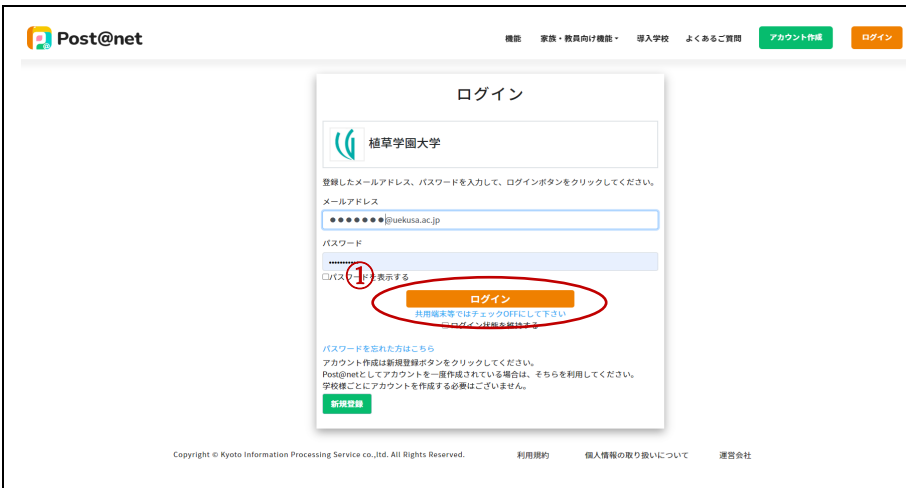 Post@net
機能 家族・教員向け機能 導入学校 よくあるご質問 アカウント作成 ログイン
ログイン
植草学園大学
登録したメールアドレス、パスワードを入力して、ログインボタンをクリックしてください。
メールアドレス
●●●●●●●@uekusa.ac.jp
パスワード
••••••••••
パスワードを表示する
①
ログイン
共用端末等ではチェックOFFにして下さい
ログイン状態を維持する
パスワードを忘れた方はこちら
アカウント作成は新規登録ボタンをクリックしてください。
Post@netとしてアカウントを一度作成されている場合は、そちらを利用してください。
学校様ごとにアカウントを作成する必要はございません。
新規登録
Copyright © Kyoto Information Processing Service co.,ltd. All Rights Reserved. 利用規約 個人情報の取り扱いについて 運営会社